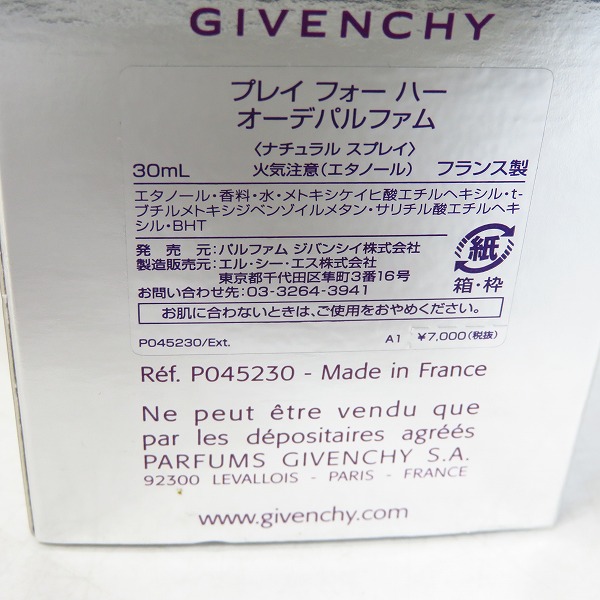 GIVENCHY
プレイ フォー ハー
オーデパルファム
〈ナチュラル スプレイ〉
30mL 火気注意(エタノール) フランス製
エタノール・香料・水・メトキシケイヒ酸エチルヘキシル・t-
ブチルメトキシジベンゾイルメタン・サリチル酸エチルヘキ
シル・BHT
発売元:パルファム ジバンシイ株式会社
製造販売元:エル・シー・エス株式会社
東京都千代田区隼町3番16号
お問い合わせ先:03-3264-3941
紙
箱・枠
お肌に合わないときは、ご使用をおやめください。
P045230/Ext. A1 ¥7,000(税抜)
Réf. P045230 - Made in France
Ne peut être vendu que
par les dépositaires agréés
PARFUMS GIVENCHY S.A.
92300 LEVALLOIS - PARIS - FRANCE
www.givenchy.com